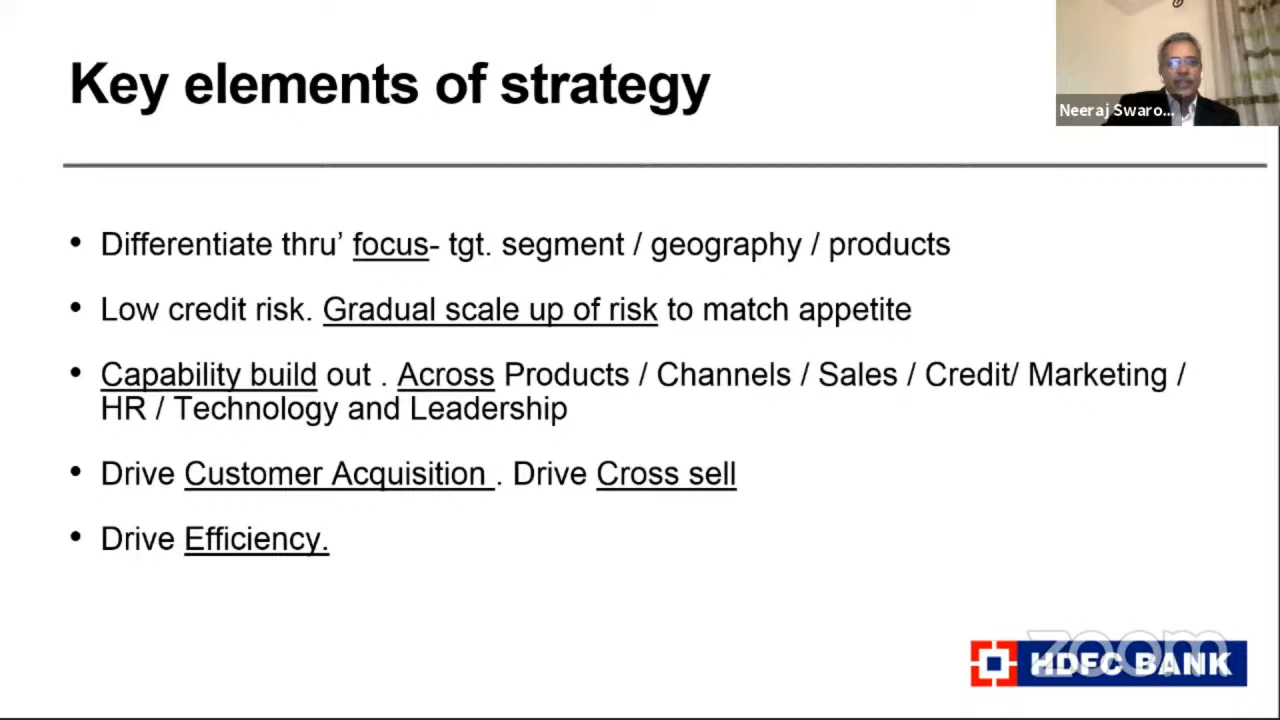 Key elements of strategy
Neeraj Swaro...
• Differentiate thru’ focus- tgt. segment / geography / products
• Low credit risk. Gradual scale up of risk to match appetite
• Capability build out . Across Products / Channels / Sales / Credit/ Marketing /
HR / Technology and Leadership
• Drive Customer Acquisition . Drive Cross sell
• Drive Efficiency.
zoom
HDFC BANK